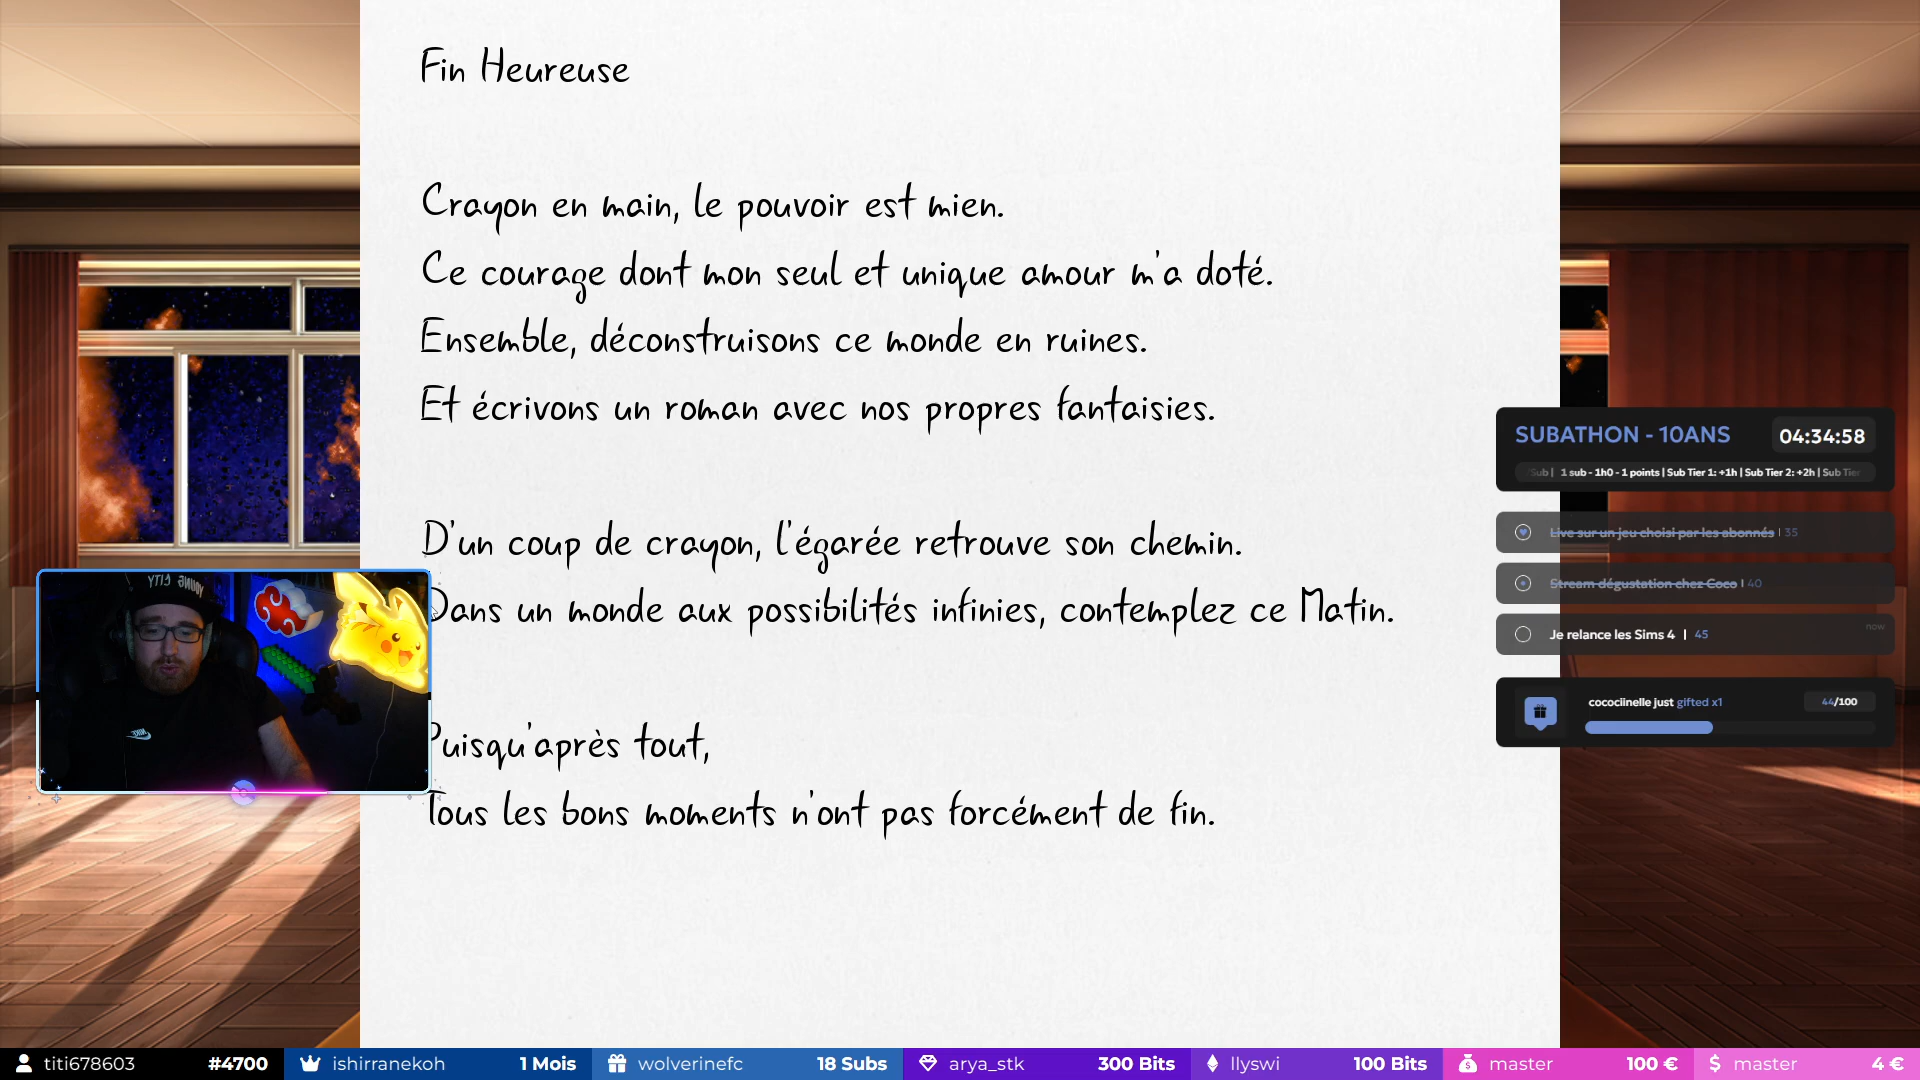 Fin Heureuse
Crayon en main, le pouvoir est mien.
Ce courage dont mon seul et unique amour m'a doté.
Ensemble, déconstruisons ce monde en ruines.
Et écrivons un roman avec nos propres fantaisies.
D'un coup de crayon, l'égarée retrouve son chemin.
Dans un monde aux possibilités infinies, contemplez ce Matin.
Puisqu'après tout,
Tous les bons moments n'ont pas forcément de fin.
YOUNG CITY
SUBATHON - 10ANS
04:34:58
Sub | 1 sub - 1h0 - 1 points | Sub Tier 1: +1h | Sub Tier 2: +2h | Sub Tier
Live sur un jeu choisi par les abonnés | 35
Stream dégustation chez Coco | 40
Je relance les Sims 4 | 45
now
cococlinelle just gifted x1
44/100
titi678603 #4700 ishirranekoh 1 Mois wolverinefc 18 Subs arya_stk 300 Bits llyswi 100 Bits master 100 € master 4 €